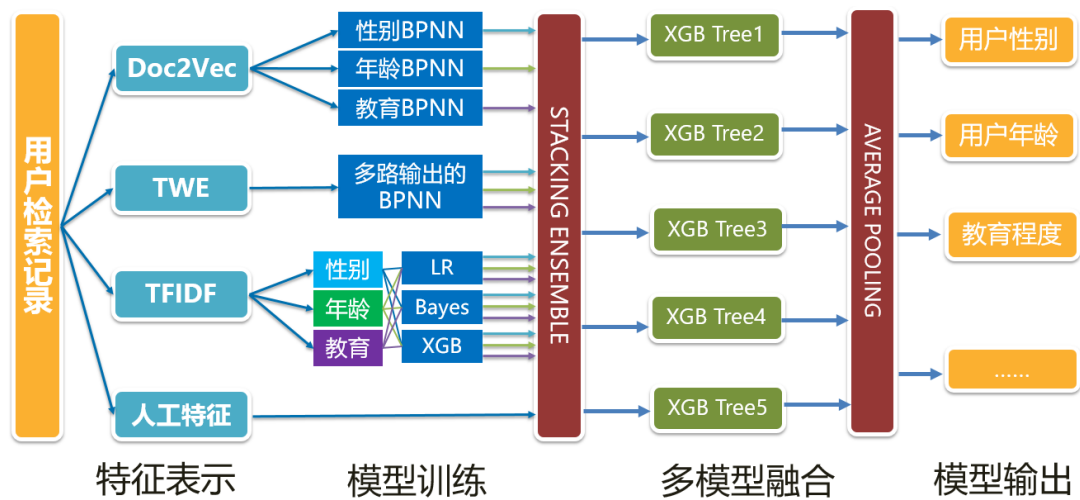 用户检索记录
Doc2Vec
TWE
TFIDF
人工特征
性别BPNN
年龄BPNN
教育BPNN
多路输出的
BPNN
性别
年龄
教育
LR
Bayes
XGB
STACKING ENSEMBLE
XGB Tree1
XGB Tree2
XGB Tree3
XGB Tree4
XGB Tree5
AVERAGE POOLING
用户性别
用户年龄
教育程度
......
特征表示
模型训练
多模型融合
模型输出